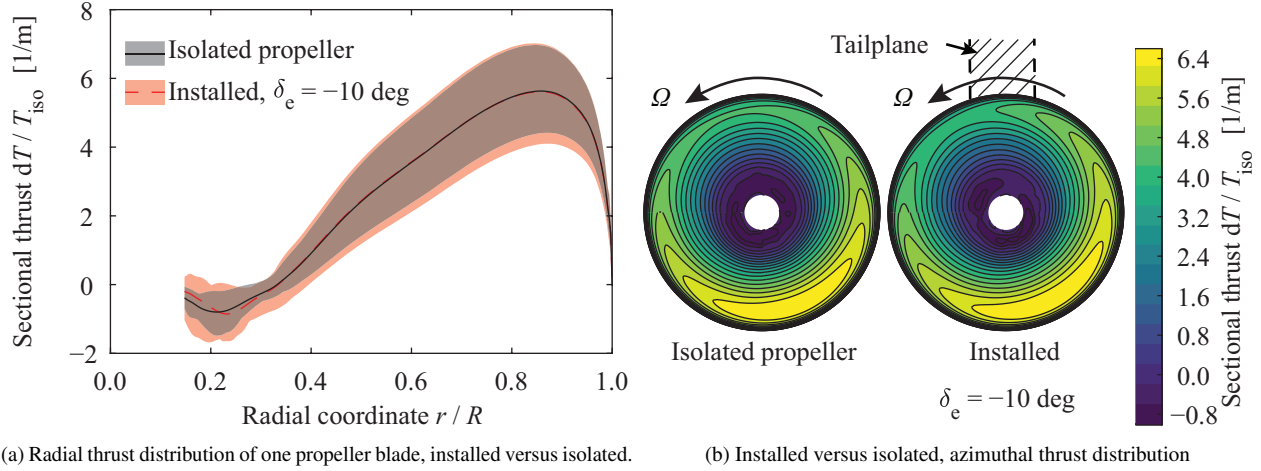 8
6
4
2
0
−2
Sectional thrust dT / T_iso [1/m]
Isolated propeller
Installed, δ_e = −10 deg
0.0 0.2 0.4 0.6 0.8 1.0
Radial coordinate r / R
(a) Radial thrust distribution of one propeller blade, installed versus isolated.
Tailplane
Ω
Ω
Isolated propeller
Installed
δ_e = −10 deg
6.4
5.6
4.8
4.0
3.2
2.4
1.6
0.8
0.0
−0.8
Sectional thrust dT / T_iso [1/m]
(b) Installed versus isolated, azimuthal thrust distribution